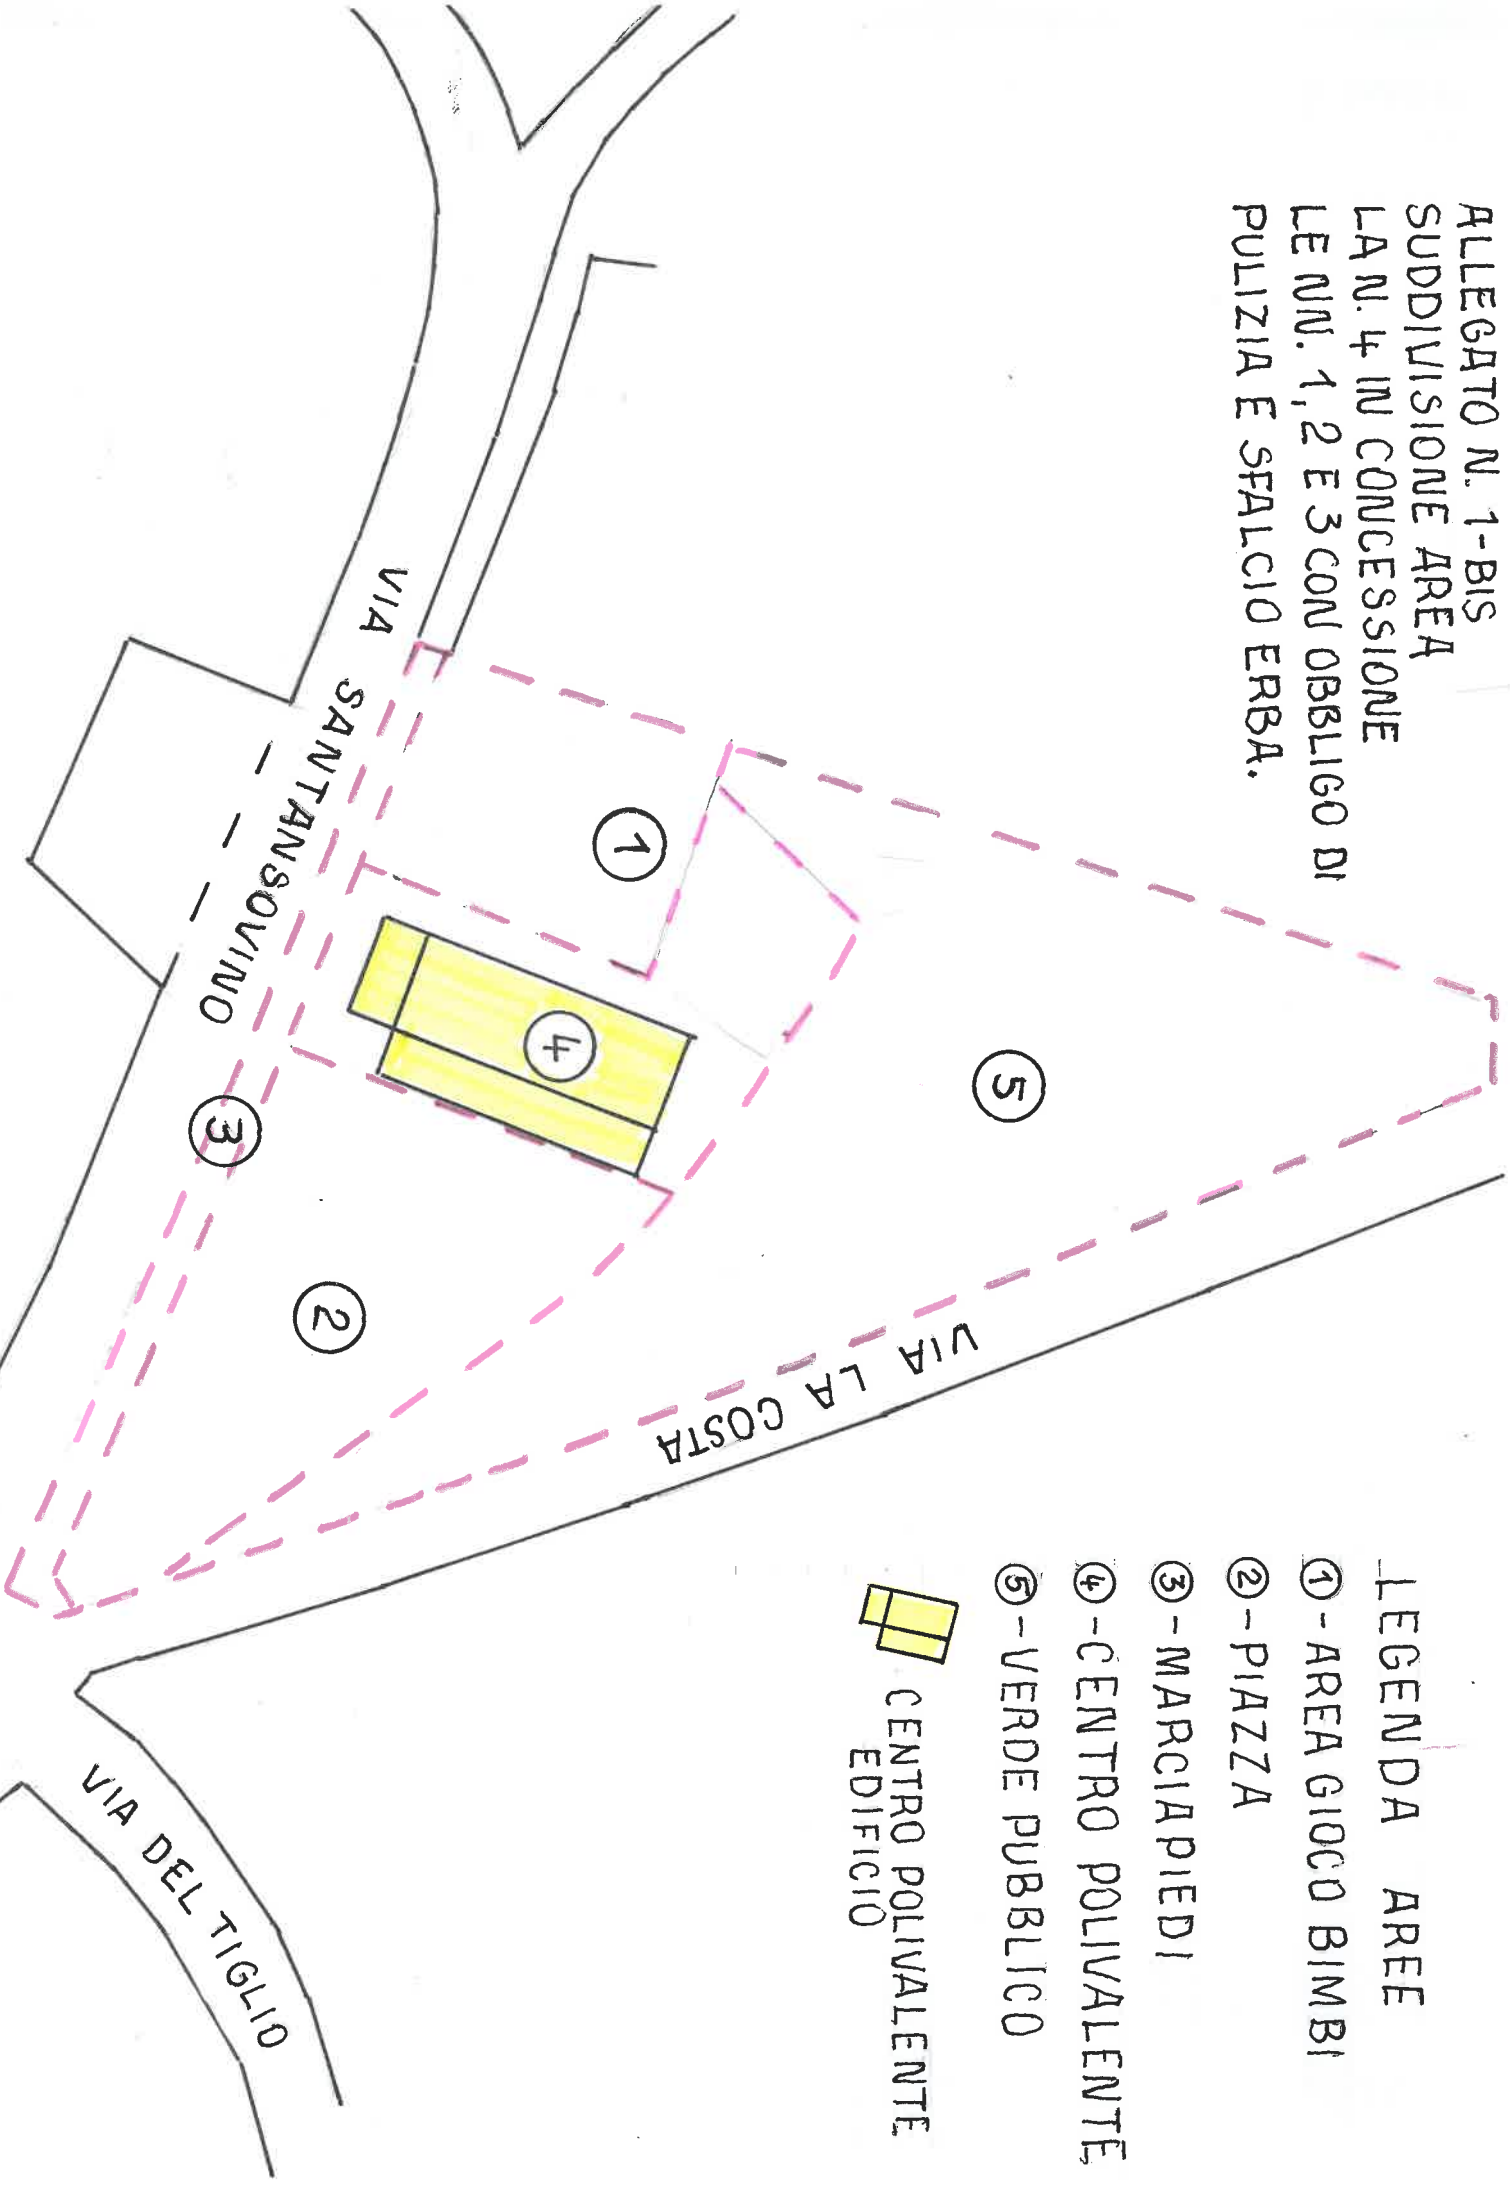 ALLEGATO N. 1-BIS
SUDDIVISIONE AREA
LA N. 4 IN CONCESSIONE
LE NN. 1, 2 E 3 CON OBBLIGO DI
PULIZIA E SFALCIO ERBA.
VIA SANTANSOVINO
1
5
4
3
2
VIA LA COSTA
VIA DEL TIGLIO
LEGENDA AREE
1 - AREA GIOCO BIMBI
2 - PIAZZA
3 - MARCIAPIEDI
4 - CENTRO POLIVALENTE
5 - VERDE PUBBLICO
CENTRO POLIVALENTE
EDIFICIO